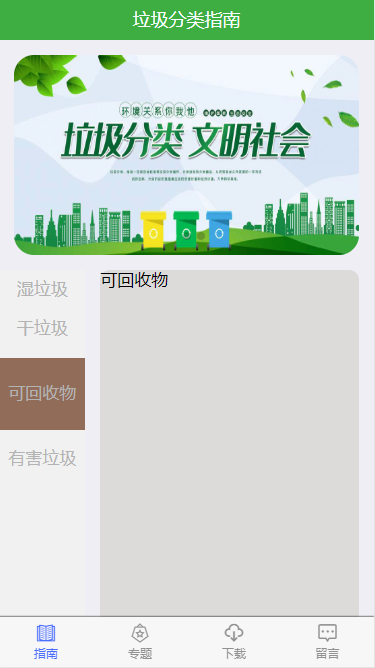 垃圾分类指南
环境关系你我他
垃圾分类 文明社会
湿垃圾
干垃圾
可回收物
有害垃圾
可回收物
指南
专题
下载
留言